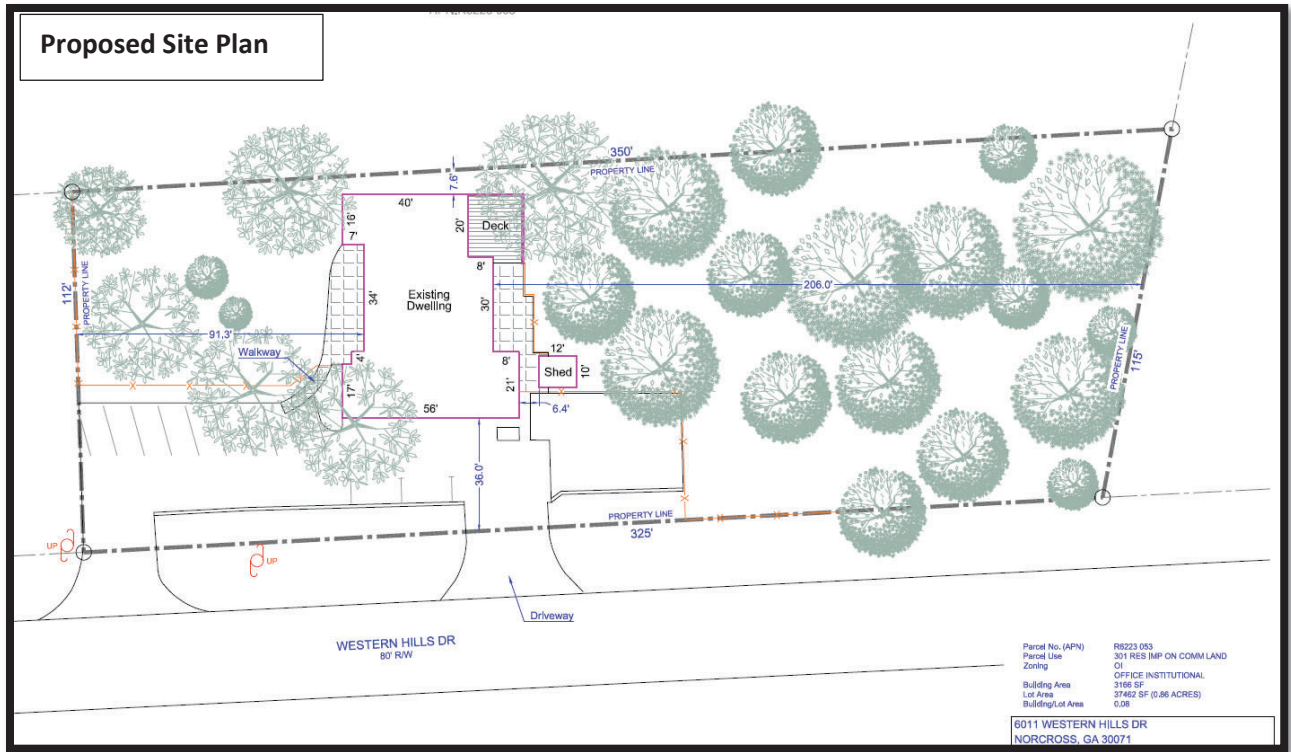 Proposed Site Plan
350'
PROPERTY LINE
7.6'
40'
16'
7'
20'
Deck
8'
112'
PROPERTY LINE
34'
Existing
Dwelling
30'
206.0'
91.3'
Walkway
4'
8'
12'
Shed
10'
PROPERTY LINE
115'
17'
21'
6.4'
56'
36.0'
PROPERTY LINE
325'
UP
UP
Driveway
WESTERN HILLS DR
80' R/W
Parcel No. (APN) R6223 053
Parcel Use 301 RES IMP ON COMM LAND
Zoning OI
OFFICE INSTITUTIONAL
Building Area 3166 SF
Lot Area 37462 SF (0.86 ACRES)
Building/Lot Area 0.08
6011 WESTERN HILLS DR
NORCROSS, GA 30071